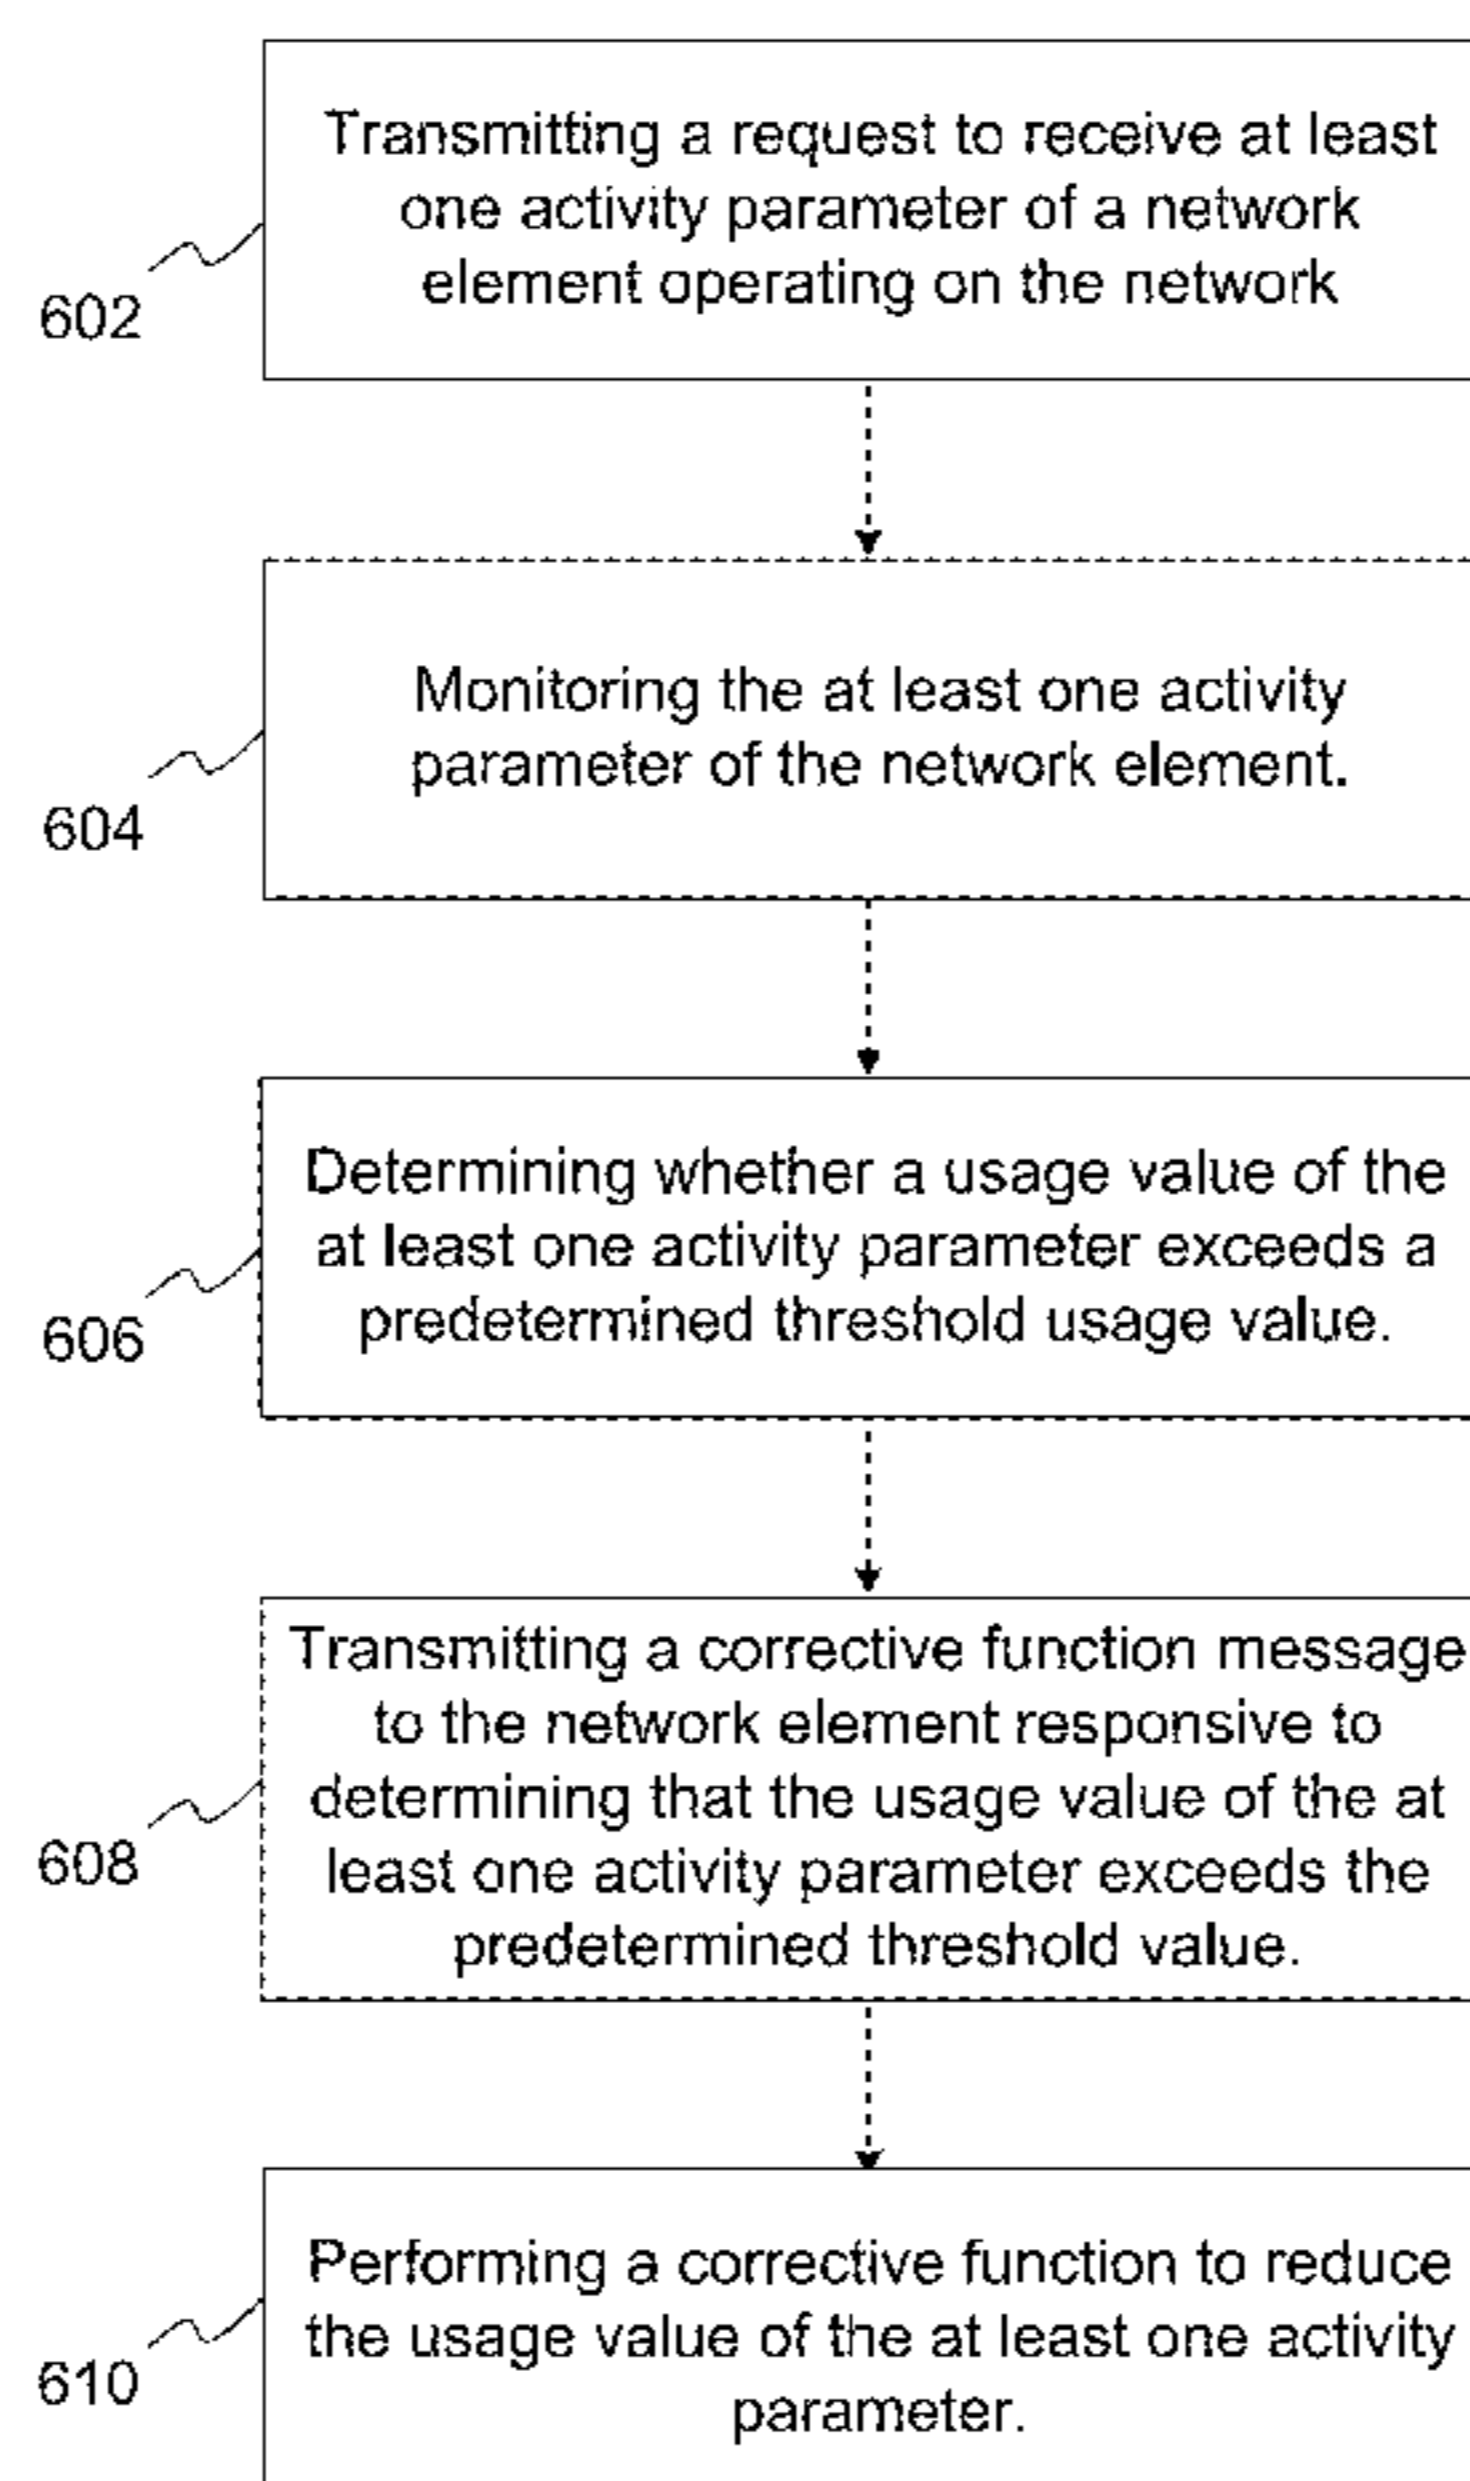 Transmitting a request to receive at least
one activity parameter of a network
element operating on the network
602
Monitoring the at least one activity
parameter of the network element.
604
Determining whether a usage value of the
at least one activity parameter exceeds a
predetermined threshold usage value.
606
Transmitting a corrective function message
to the network element responsive to
determining that the usage value of the at
least one activity parameter exceeds the
predetermined threshold value.
608
Performing a corrective function to reduce
the usage value of the at least one activity
parameter.
610